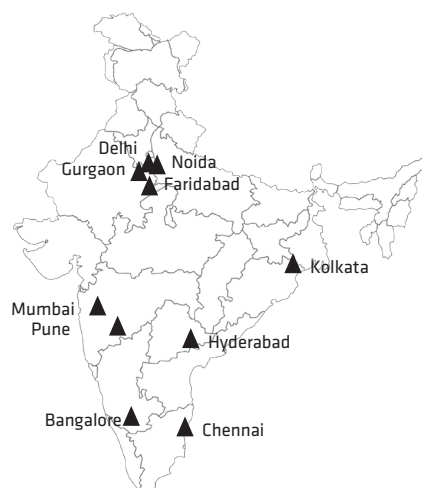 Delhi
Noida
Gurgaon
Faridabad
Kolkata
Mumbai
Pune
Hyderabad
Bangalore
Chennai